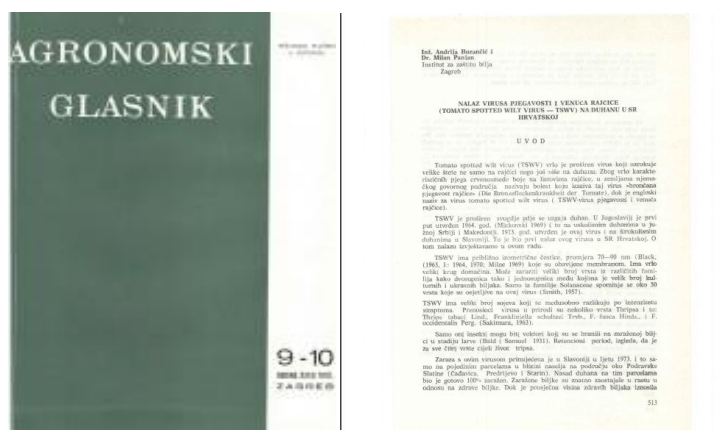 AGRONOMSKI
GLASNIK
9-10
ZAGREB
Inž. Andrija Buzančić i
Dr. Milan Panjan
Institut za zaštitu bilja
Zagreb
NALAZ VIRUSA PJEGAVOSTI I VENUĆA RAJČICE
(TOMATO SPOTTED WILT VIRUS — TSWV) NA DUHANU U SR
HRVATSKOJ
UVOD
Tomato spotted wilt virus (TSWV) vrlo je proširen virus koji uzrokuje
velike štete ne samo na rajčici nego još više na duhanu. Zbog vrlo karakte-
rističnih pjega crvenosmeđe boje na listovima rajčice, u zemljama njema-
čkog govornog područja nazivaju bolest koju izaziva taj virus »brončana
pjegavost rajčice« (Die Bronzefleckenkrankheit der Tomate), dok je engleski
naziv za virus tomato spotted wilt virus ( TSWV-virus pjegavosti i venuća
rajčice).
TSWV je proširen svugdje gdje se uzgaja duhan. U Jugoslaviji je prvi
put utvrđen 1964. god. (Mickovski 1969) i to na uskolisnim duhanima u ju-
žnoj Srbiji i Makedoniji. 1973. god. utvrđen je ovaj virus i na širokolisnim
duhanima u Slavoniji. To je bio prvi nalaz ovog virusa u SR Hrvatskoj. O
tom nalazu izvještavamo u ovom radu.
TSWV ima približno izometrične čestice, promjera 70—90 nm (Black,
(1963, 1: 1964, 1970; Milne 1969) koje su obavijene membranom. Ima vrlo
veliki krug domaćina. Može zaraziti veliki broj vrsta iz različitih fami-
lija kako dvosupnica tako i jednosupnica među kojima je velik broj kul-
turnih i ukrasnih biljaka. Samo iz familije Solanaceae spominje se oko 30
vrsta koje su osjetljive na ovaj virus (Smith, 1957).
TSWV ima veliki broj sojeva koji se međusobno razlikuju po intenzitetu
simptoma. Prenosioci virusa u prirodi su nekoliko vrsta Thripsa i to:
Thrips tabaci Lind., Frankliniella schultzei Tryb., F. fusca Hinds., i F.
occidentalis Perg. (Sakimura, 1963).
Samo oni insekti mogu biti vektori koji su se hranili na zaraženoj bilj-
ci u stadiju larve (Bald i Samuel 1931). Retencioni period, izgleda, da je
za sve četiri vrste cijeli život tripsa.
Zaraza s ovim virusom primijećena je u Slavoniji u ljetu 1973. i to sa-
mo na pojedinim parcelama u blizini naselja na području oko Podravske
Slatine (Čađavica, Predrijevo i Starin). Nasad duhana na tim parcelama
bio je gotovo 100% zaražen. Zaražene biljke su znatno zaostajale u rastu u
odnosu na zdrave biljke. Dok je prosječna visina zdravih biljaka iznosila
513